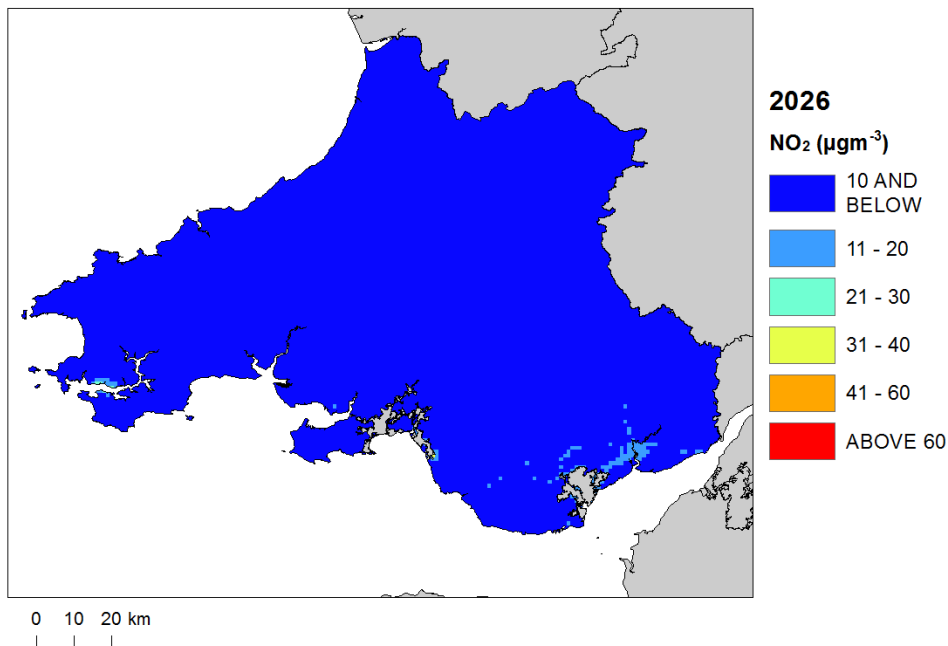 2026
NO₂ (µgm⁻³)
10 AND
BELOW
11 - 20
21 - 30
31 - 40
41 - 60
ABOVE 60
0 10 20 km